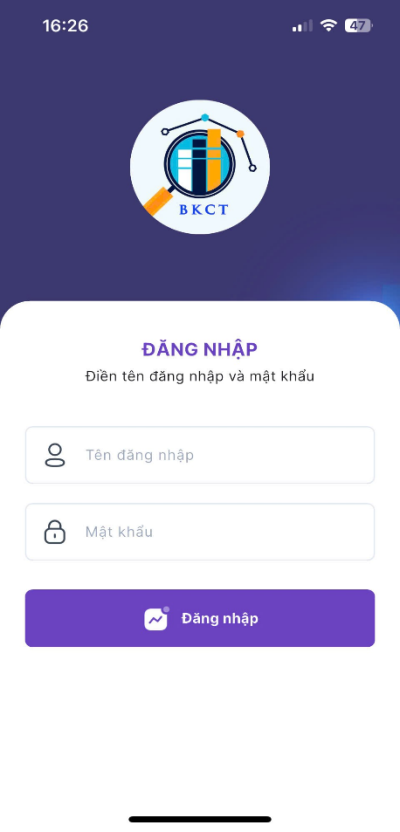 16:26
47
BKCT
ĐĂNG NHẬP
Điền tên đăng nhập và mật khẩu
Tên đăng nhập
Mật khẩu
Đăng nhập